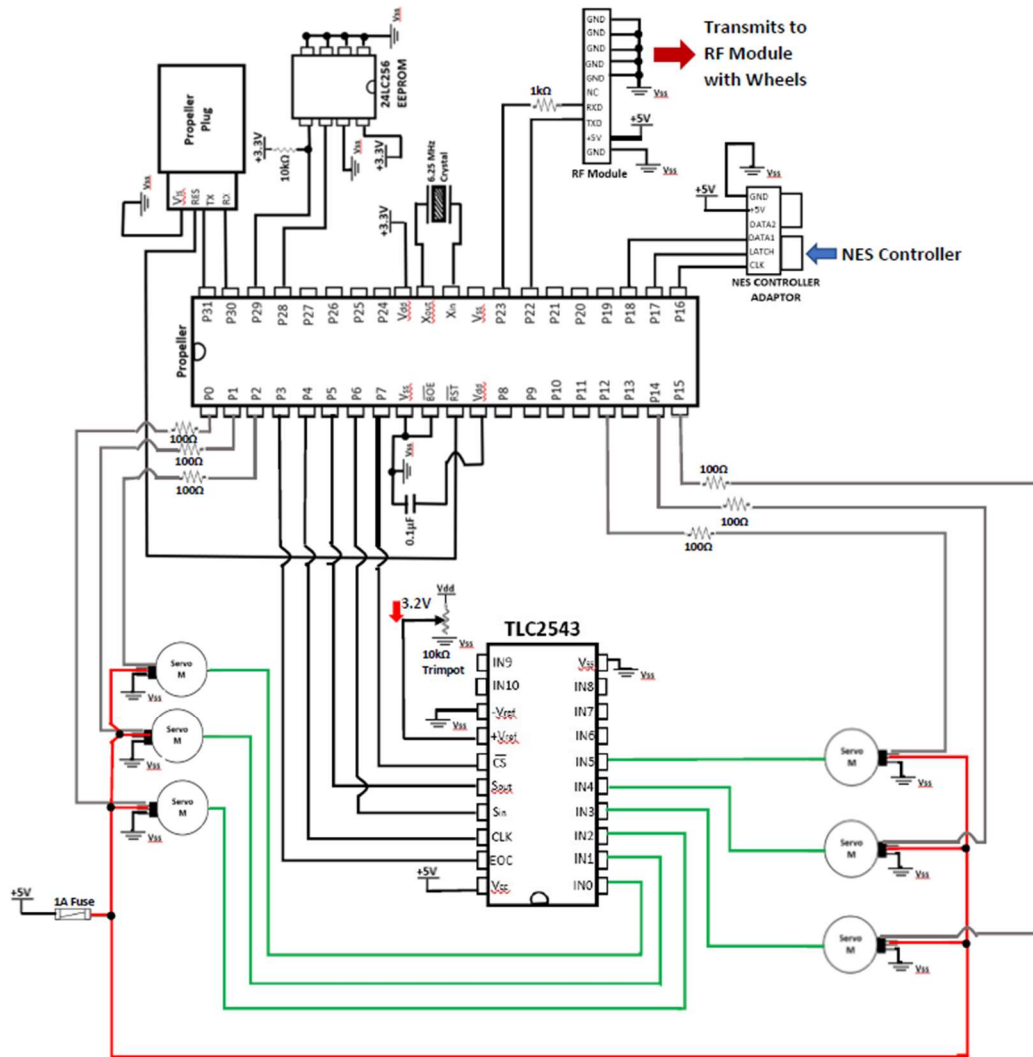 Vss
GND
GND
GND
GND
GND
NC
RXD
TXD
+5V
GND
RF Module
Vss
+5V
Vss
Transmits to
RF Module
with Wheels
1kΩ
24LC256
EEPROM
Propeller
Plug
Vss
RES
TX
RX
Vss
+3.3V
10kΩ
Vss
+3.3V
6.25 MHz
Crystal
+3.3V
Vss
+5V
GND
+5V
DATA2
DATA1
LATCH
CLK
NES CONTROLLER
ADAPTOR
NES Controller
P31
P30
P29
P28
P27
P26
P25
P24
Vdd
Xout
Xin
Vss
P23
P22
P21
P20
P19
P18
P17
P16
Propeller
P0
P1
P2
P3
P4
P5
P6
P7
Vss
BOE
RST
Vdd
P8
P9
P10
P11
P12
P13
P14
P15
100Ω
100Ω
100Ω
Vss
0.1µF
100Ω
100Ω
100Ω
3.2V
Vdd
Vss
10kΩ
Trimpot
TLC2543
IN9
IN10
-Vref
+Vref
CS
Sout
Sin
CLK
EOC
Vcc
Vss
IN8
IN7
IN6
IN5
IN4
IN3
IN2
IN1
IN0
Vss
Vss
+5V
Servo
M
Vss
Servo
M
Vss
Servo
M
Vss
Servo
M
Vss
Servo
M
Vss
Servo
M
Vss
+5V
1A Fuse